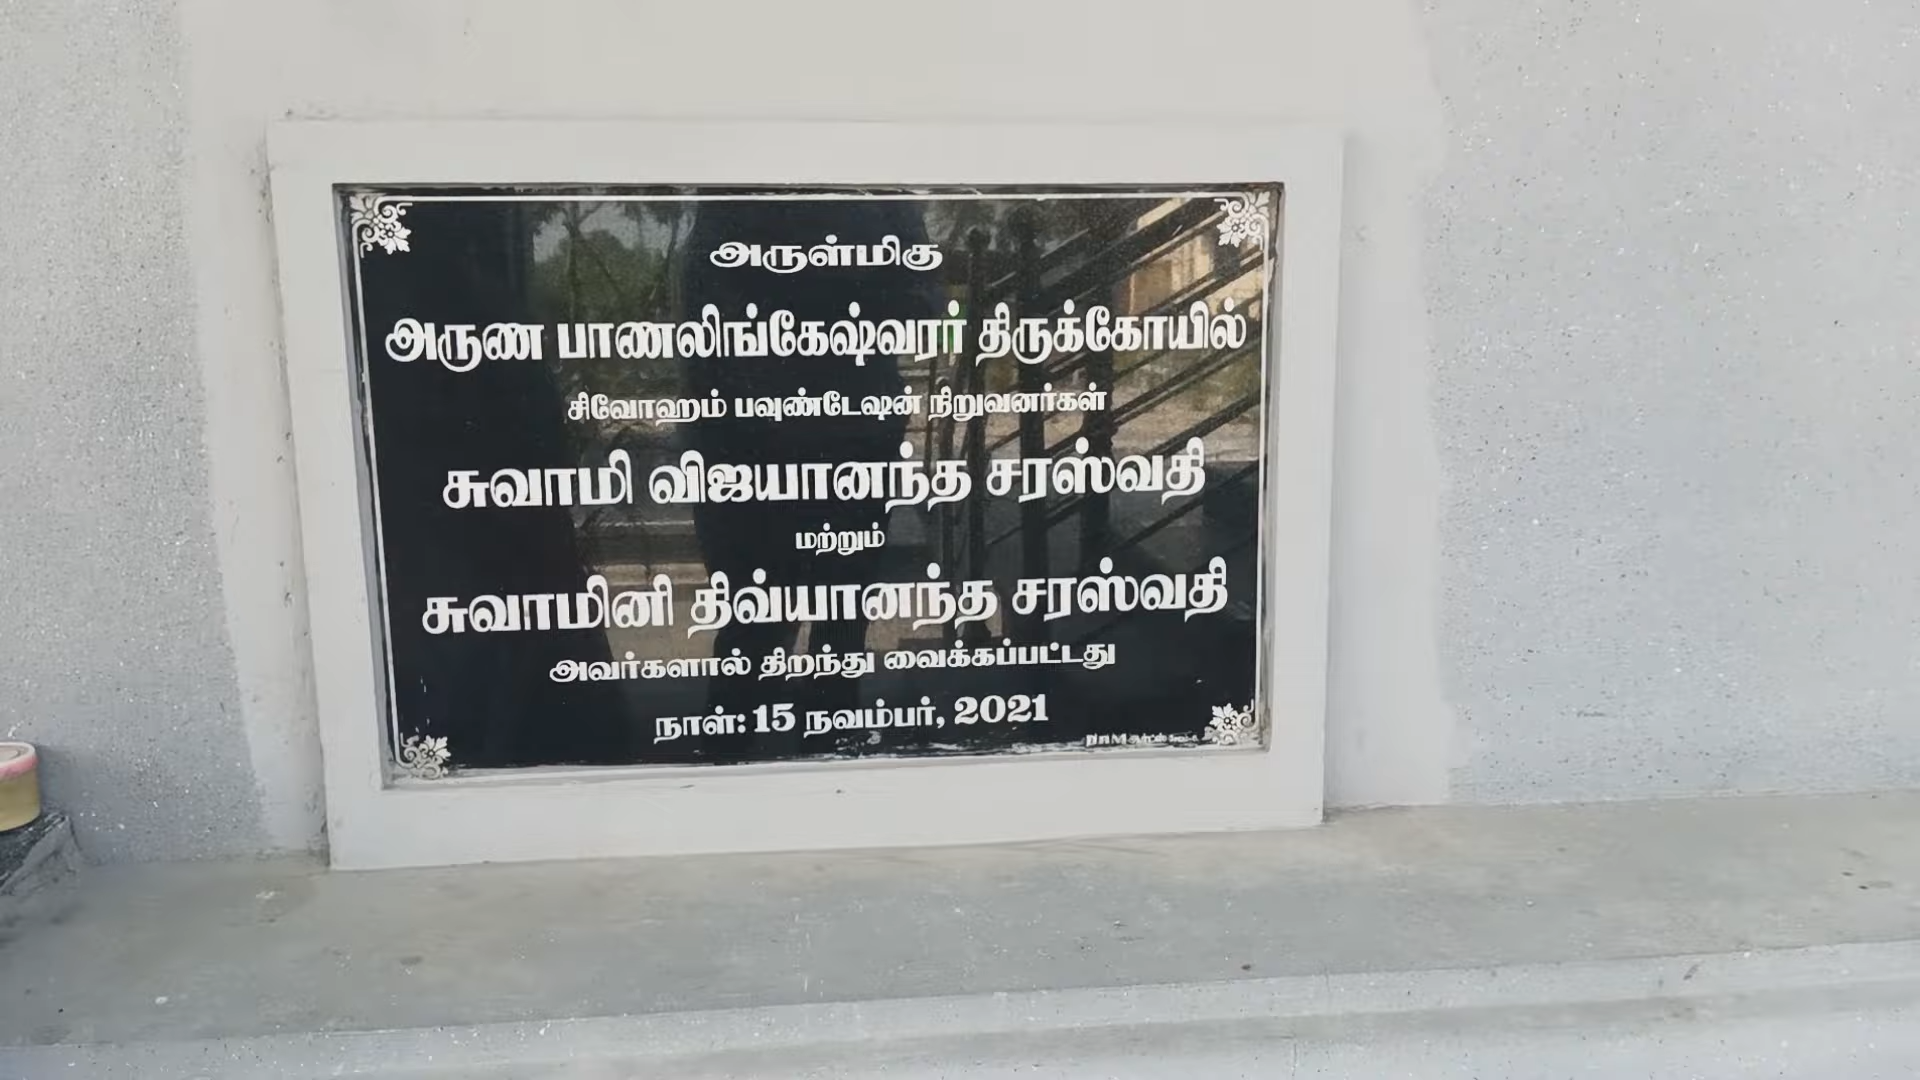 அருள்மிகு
அருண பாணலிங்கேஷ்வரர் திருக்கோயில்
சிவோஹம் பவுண்டேஷன் நிறுவனர்கள்
சுவாமி விஜயானந்த சரஸ்வதி
மற்றும்
சுவாமினி திவ்யானந்த சரஸ்வதி
அவர்களால் திறந்து வைக்கப்பட்டது
நாள்: 15 நவம்பர், 2021